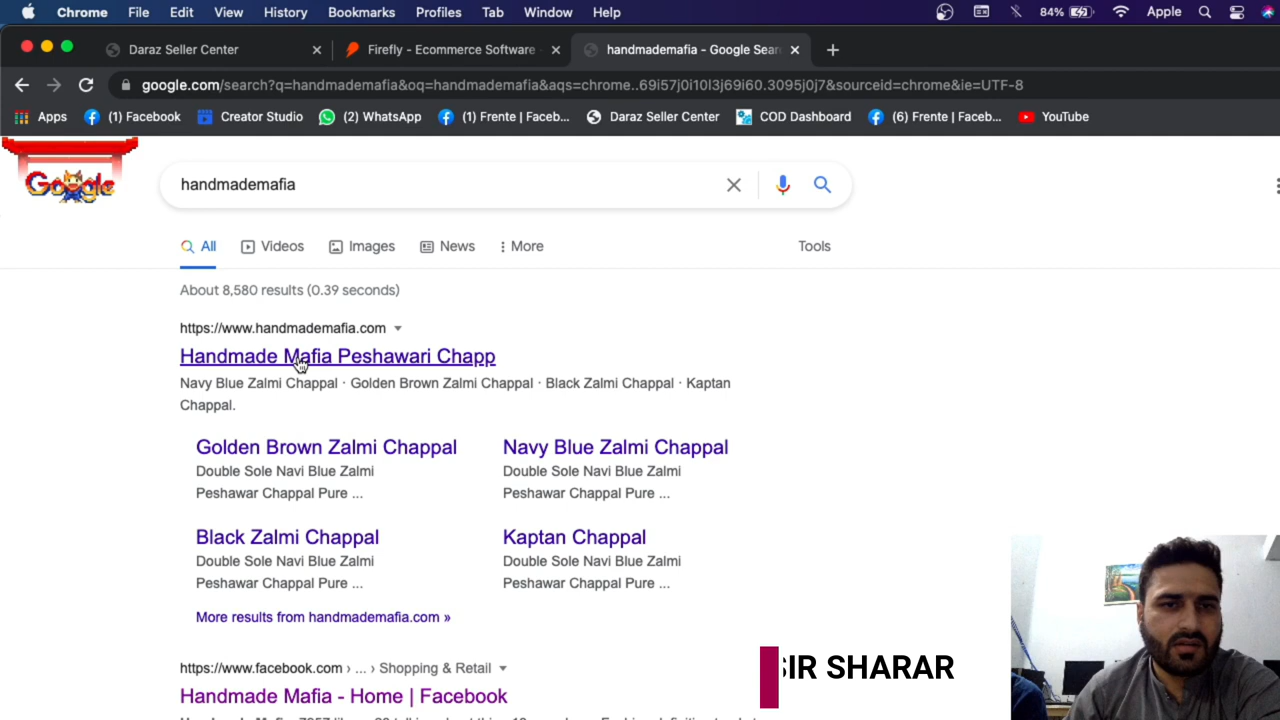 Chrome File Edit View History Bookmarks Profiles Tab Window Help 84% Apple
Daraz Seller Center Firefly - Ecommerce Software handmademafia - Google Sear
google.com/search?q=handmademafia&oq=handmademafia&aqs=chrome..69i57j0i10l3j69i60.3095j0j7&sourceid=chrome&ie=UTF-8
Apps (1) Facebook Creator Studio (2) WhatsApp (1) Frente | Faceb... Daraz Seller Center COD Dashboard (6) Frente | Faceb... YouTube
Google
handmademafia
All Videos Images News More Tools
About 8,580 results (0.39 seconds)
https://www.handmademafia.com
Handmade Mafia Peshawari Chapp
Navy Blue Zalmi Chappal · Golden Brown Zalmi Chappal · Black Zalmi Chappal · Kaptan
Chappal.
Golden Brown Zalmi Chappal Navy Blue Zalmi Chappal
Double Sole Navi Blue Zalmi Double Sole Navi Blue Zalmi
Peshawar Chappal Pure ... Peshawar Chappal Pure ...
Black Zalmi Chappal Kaptan Chappal
Double Sole Navi Blue Zalmi Double Sole Navi Blue Zalmi
Peshawar Chappal Pure ... Peshawar Chappal Pure ...
More results from handmademafia.com »
https://www.facebook.com › ... › Shopping & Retail
Handmade Mafia - Home | Facebook
SIR SHARAR